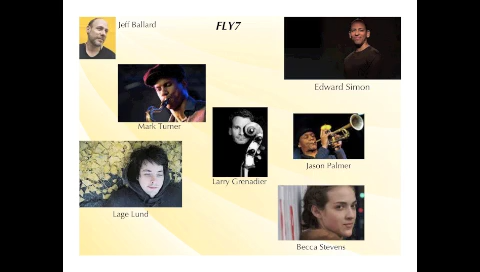 Jeff Ballard
FLY7
Edward Simon
Mark Turner
Jason Palmer
Larry Grenadier
Lage Lund
Becca Stevens